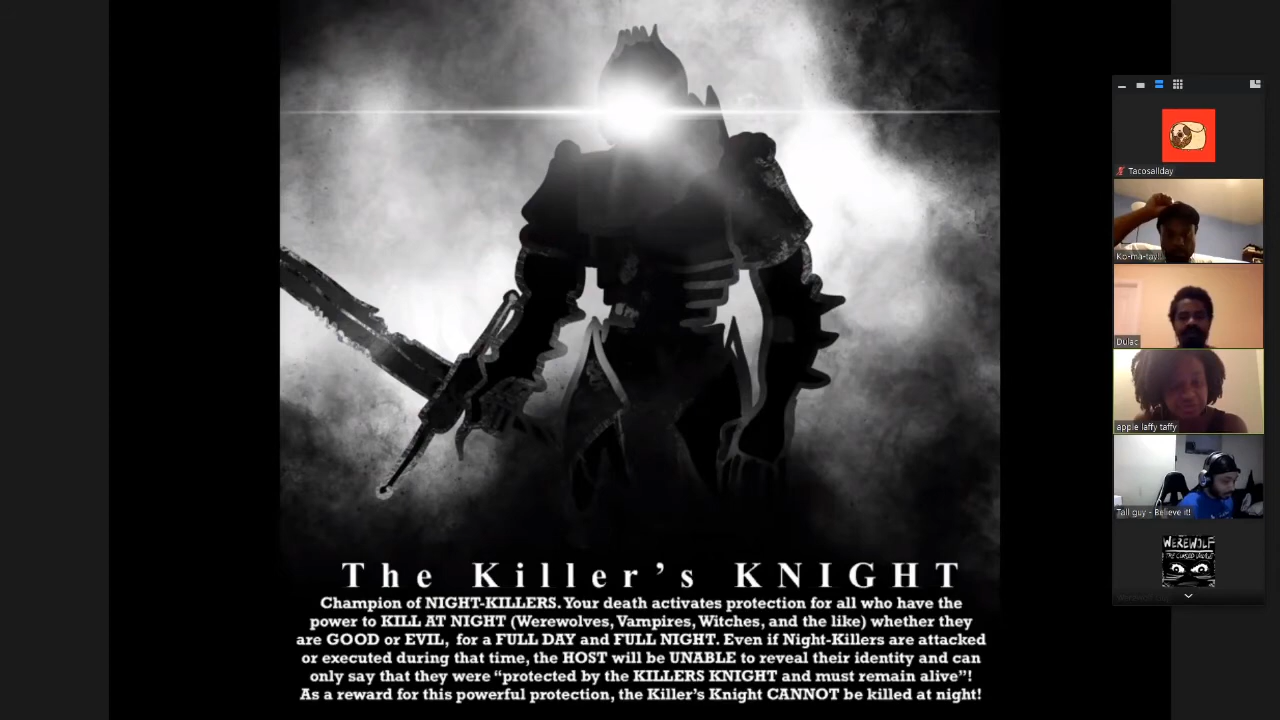 Tacosallday
Ko-ma-tay!
Dulac
apple laffy taffy
Tall guy - Believe it!
WEREWOLF
The Killer's KNIGHT
Champion of NIGHT-KILLERS. Your death activates protection for all who have the
power to KILL AT NIGHT (Werewolves, Vampires, Witches, and the like) whether they
are GOOD or EVIL, for a FULL DAY and FULL NIGHT. Even if Night-Killers are attacked
or executed during that time, the HOST will be UNABLE to reveal their identity and can
only say that they were “protected by the KILLERS KNIGHT and must remain alive”!
As a reward for this powerful protection, the Killer's Knight CANNOT be killed at night!